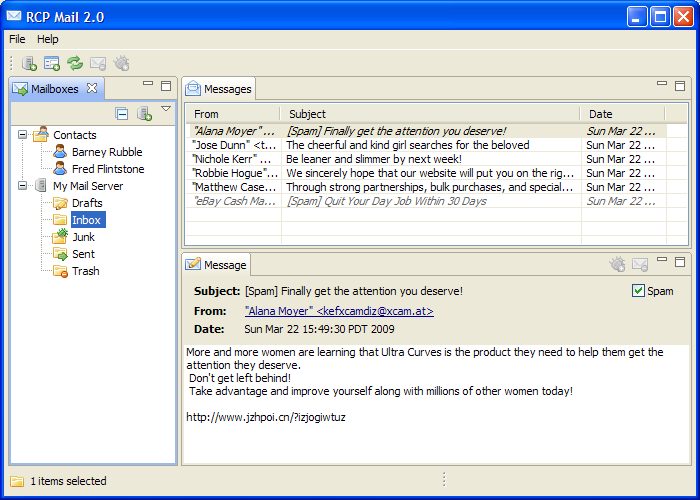 RCP Mail 2.0
File Help
Mailboxes
Contacts
Barney Rubble
Fred Flintstone
My Mail Server
Drafts
Inbox
Junk
Sent
Trash
Messages
From Subject Date
"Alana Moyer" ... [Spam] Finally get the attention you deserve! Sun Mar 22 ...
"Jose Dunn" <t... The cheerful and kind girl searches for the beloved Sun Mar 22 ...
"Nichole Kerr" ... Be leaner and slimmer by next week! Sun Mar 22 ...
"Robbie Hogue"... We sincerely hope that our website will put you on the rig... Sun Mar 22 ...
"Matthew Case... Through strong partnerships, bulk purchases, and special... Sun Mar 22 ...
"eBay Cash Ma... [Spam] Quit Your Day Job Within 30 Days Sun Mar 22 ...
Message
Subject: [Spam] Finally get the attention you deserve! Spam
From: "Alana Moyer" <kefxcamdiz@xcam.at>
Date: Sun Mar 22 15:49:30 PDT 2009
More and more women are learning that Ultra Curves is the product they need to help them get the
attention they deserve.
Don't get left behind!
Take advantage and improve yourself along with millions of other women today!
http://www.jzhpoi.cn/?izjogiwtuz
1 items selected